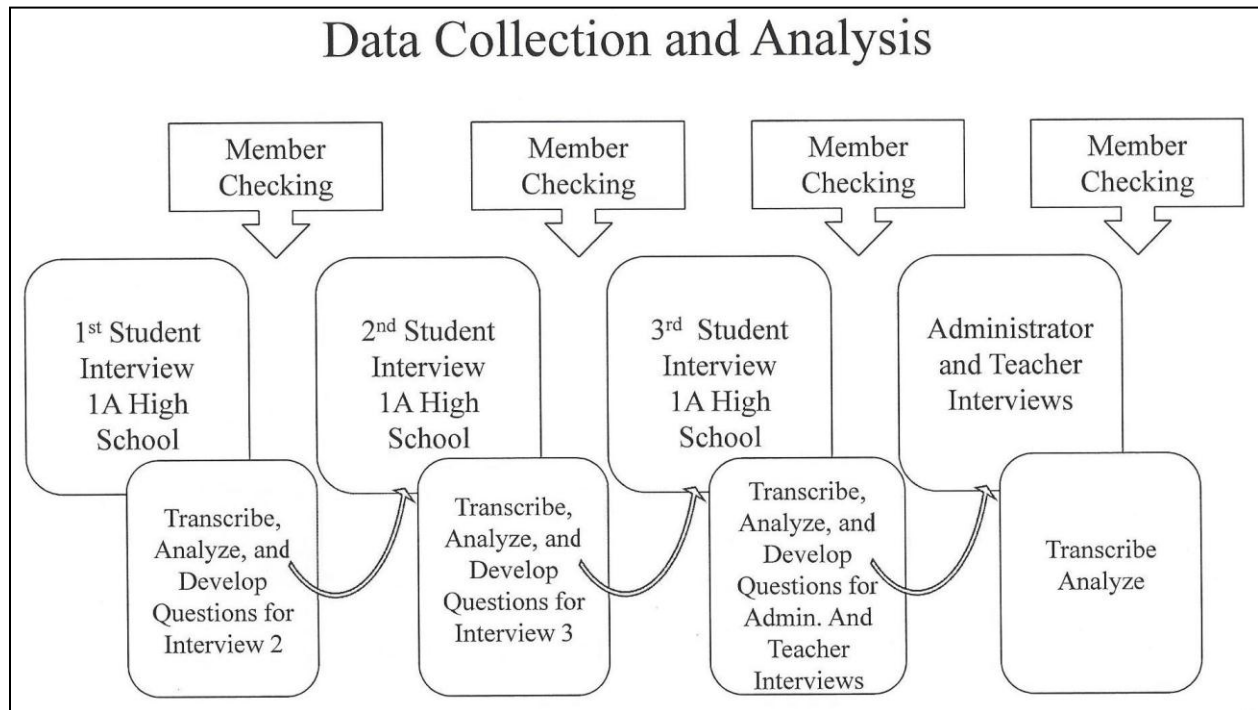 Data Collection and Analysis
Member
Checking
Member
Checking
Member
Checking
Member
Checking
1st Student
Interview
1A High
School
2nd Student
Interview
1A High
School
3rd Student
Interview
1A High
School
Administrator
and Teacher
Interviews
Transcribe,
Analyze, and
Develop
Questions for
Interview 2
Transcribe,
Analyze, and
Develop
Questions for
Interview 3
Transcribe,
Analyze, and
Develop
Questions for
Admin. And
Teacher
Interviews
Transcribe
Analyze